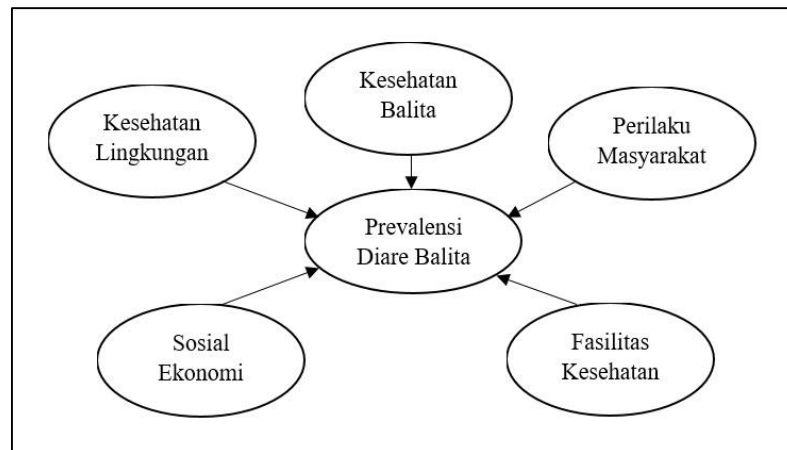 Kesehatan
Balita
Kesehatan
Lingkungan
Perilaku
Masyarakat
Prevalensi
Diare Balita
Sosial
Ekonomi
Fasilitas
Kesehatan